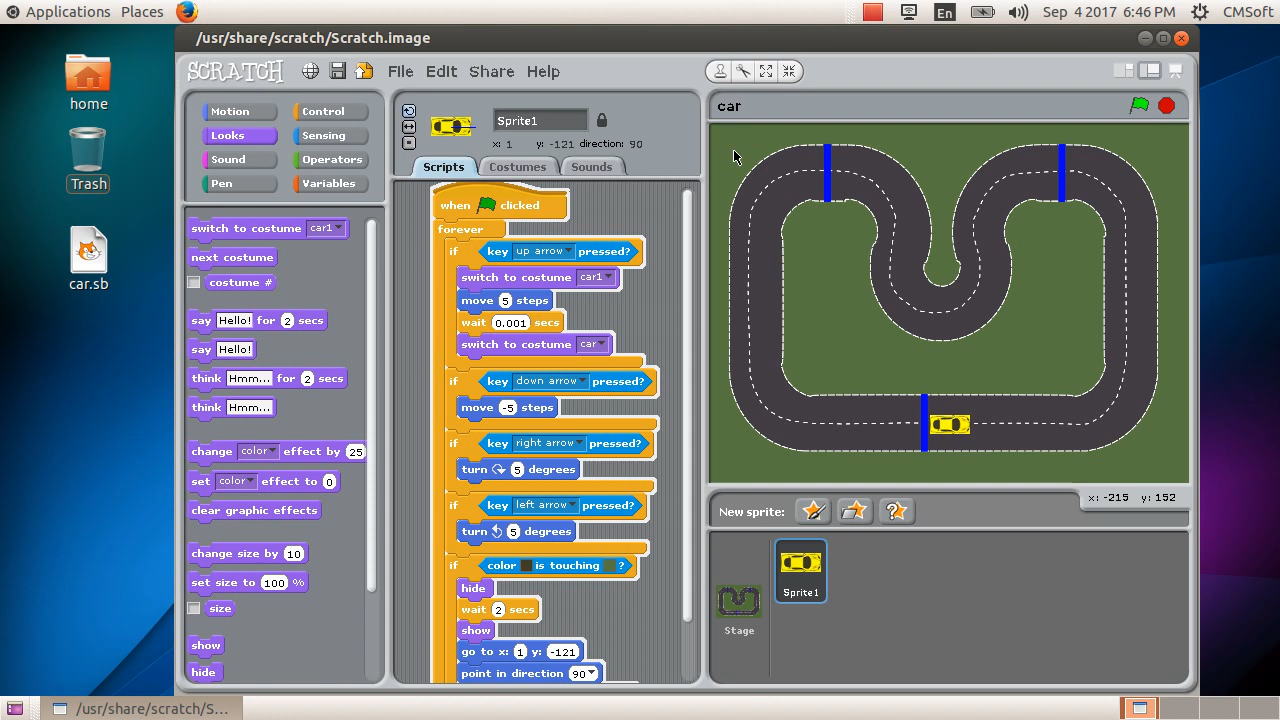 Applications Places En Sep 4 2017 6:46 PM CMSoft
home
Trash
car.sb
/usr/share/scratch/Scratch.image
SCRATCH File Edit Share Help
Motion Control
Looks Sensing
Sound Operators
Pen Variables
switch to costume car1
next costume
costume #
say Hello! for 2 secs
say Hello!
think Hmm... for 2 secs
think Hmm...
change color effect by 25
set color effect to 0
clear graphic effects
change size by 10
set size to 100 %
size
show
hide
Sprite1
x: 1 y: -121 direction: 90
Scripts Costumes Sounds
when clicked
forever
if key up arrow pressed?
switch to costume car1
move 5 steps
wait 0.001 secs
switch to costume car
if key down arrow pressed?
move -5 steps
if key right arrow pressed?
turn 5 degrees
if key left arrow pressed?
turn 5 degrees
if color is touching ?
hide
wait 2 secs
show
go to x: 1 y: -121
point in direction 90
car
x: -215 y: 152
New sprite:
Sprite1
Stage
/usr/share/scratch/S...